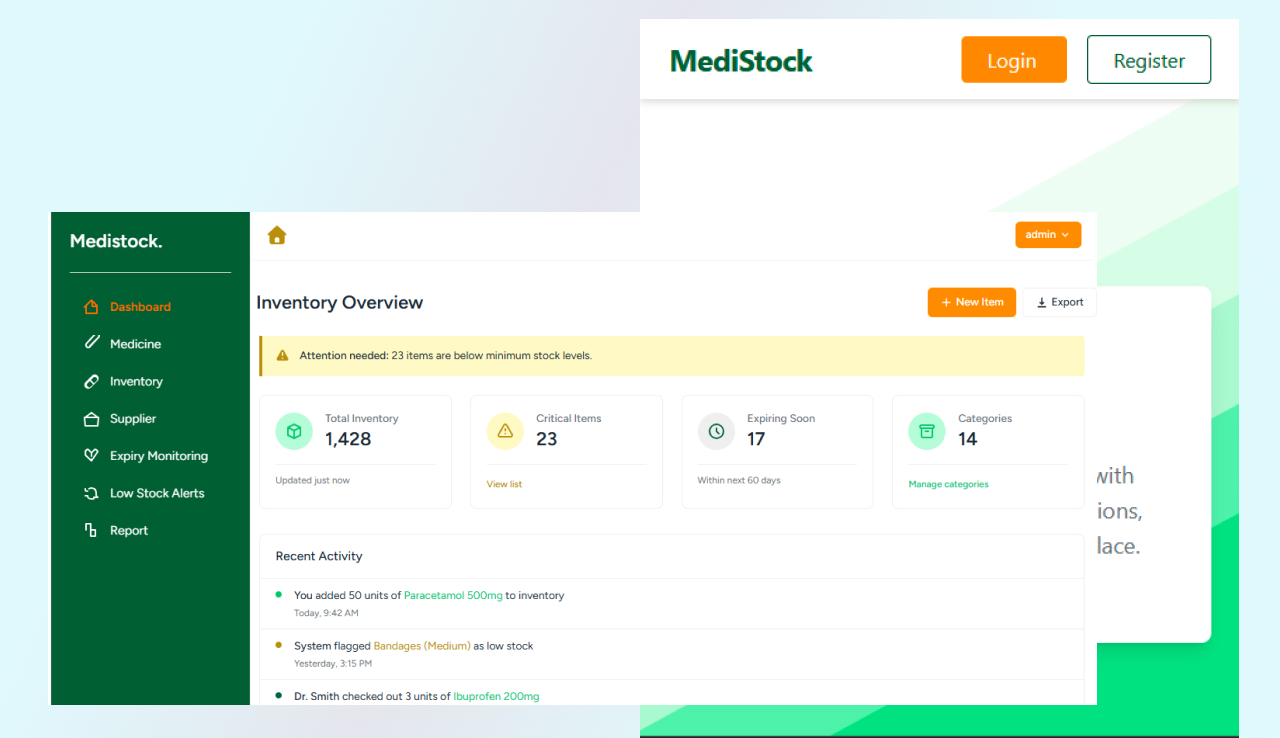 MediStock
Login
Register
Medistock.
Dashboard
Medicine
Inventory
Supplier
Expiry Monitoring
Low Stock Alerts
Report
admin
Inventory Overview
+ New Item
Export
Attention needed: 23 items are below minimum stock levels.
Total Inventory
1,428
Updated just now
Critical Items
23
View list
Expiring Soon
17
Within next 60 days
Categories
14
Manage categories
Recent Activity
You added 50 units of Paracetamol 500mg to inventory
Today, 9:42 AM
System flagged Bandages (Medium) as low stock
Yesterday, 3:15 PM
Dr. Smith checked out 3 units of Ibuprofen 200mg
with
ions,
lace.